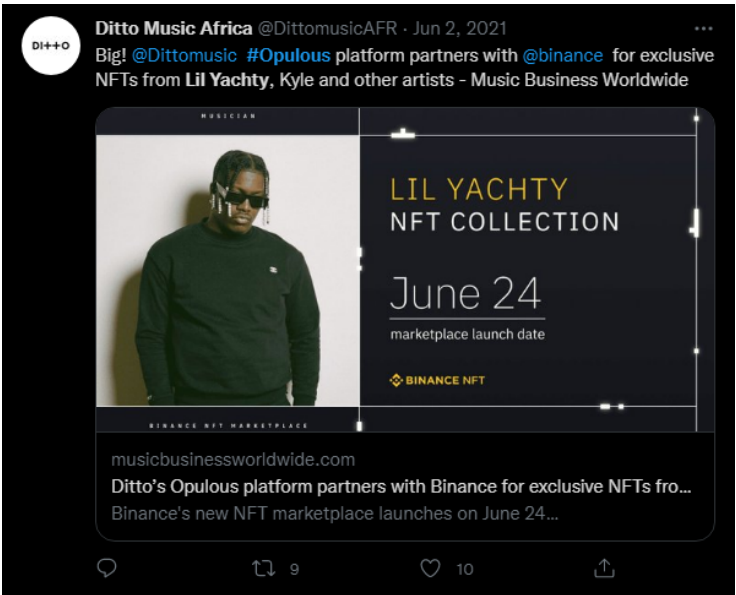 DI++O
Ditto Music Africa @DittomusicAFR · Jun 2, 2021
Big! @Dittomusic #Opulous platform partners with @binance for exclusive
NFTs from Lil Yachty, Kyle and other artists - Music Business Worldwide
MUSICIAN
LIL YACHTY
NFT COLLECTION
June 24
marketplace launch date
BINANCE NFT
BINANCE NFT MARKETPLACE
musicbusinessworldwide.com
Ditto's Opulous platform partners with Binance for exclusive NFTs fro...
Binance's new NFT marketplace launches on June 24...
9
10